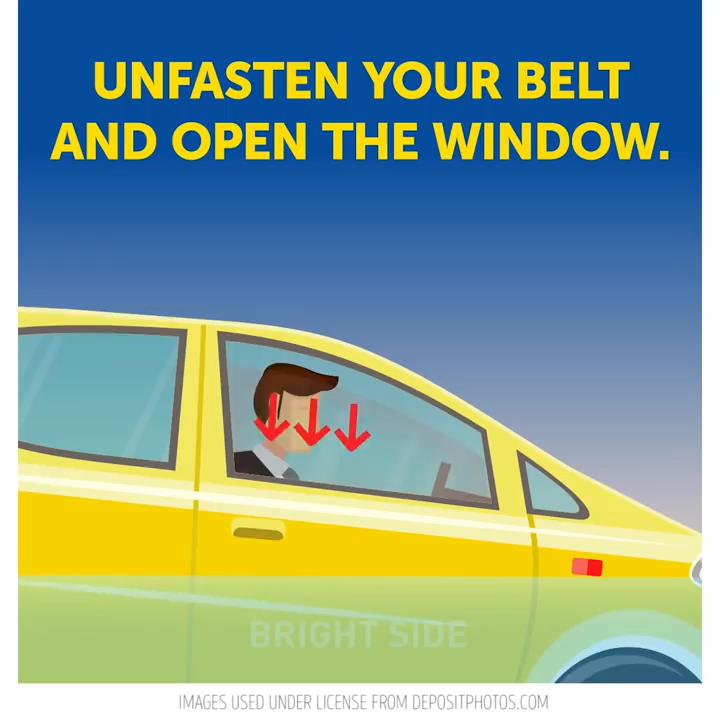 UNFASTEN YOUR BELT
AND OPEN THE WINDOW.
BRIGHT SIDE
IMAGES USED UNDER LICENSE FROM DEPOSITPHOTOS.COM